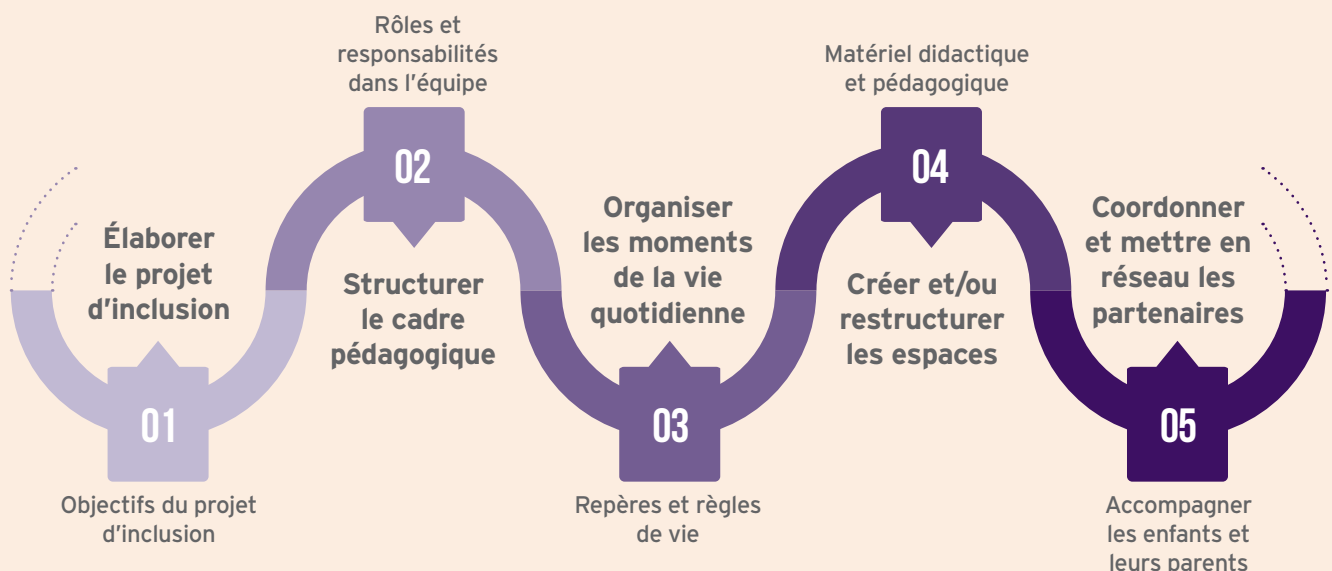 01
Élaborer
le projet
d’inclusion
Objectifs du projet
d’inclusion
02
Rôles et
responsabilités
dans l’équipe
Structurer
le cadre
pédagogique
03
Organiser
les moments
de la vie
quotidienne
Repères et règles
de vie
04
Matériel didactique
et pédagogique
Créer et/ou
restructurer
les espaces
05
Coordonner
et mettre en
réseau les
partenaires
Accompagner
les enfants et
leurs parents